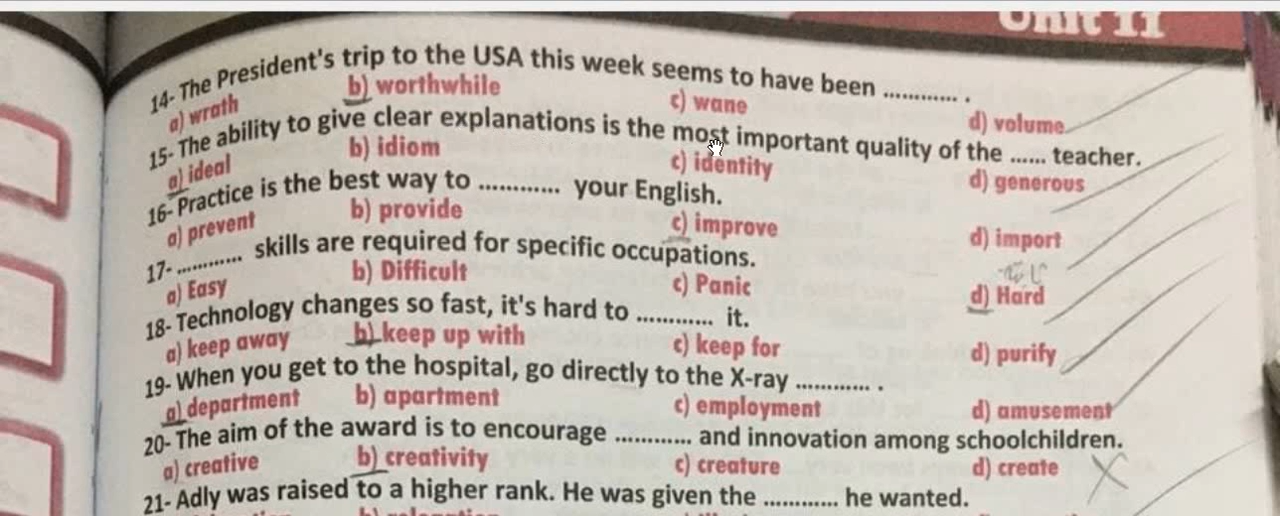 Unit 11
14- The President's trip to the USA this week seems to have been ............ .
a) wrath b) worthwhile c) wane d) volume
15- The ability to give clear explanations is the most important quality of the ...... teacher.
a) ideal b) idiom c) identity d) generous
16- Practice is the best way to ............ your English.
a) prevent b) provide c) improve d) import
17- ............ skills are required for specific occupations.
a) Easy b) Difficult c) Panic d) Hard
18- Technology changes so fast, it's hard to ............ it.
a) keep away b) keep up with c) keep for d) purify
19- When you get to the hospital, go directly to the X-ray ............ .
a) department b) apartment c) employment d) amusement
20- The aim of the award is to encourage ............ and innovation among schoolchildren.
a) creative b) creativity c) creature d) create
21- Adly was raised to a higher rank. He was given the ............ he wanted.